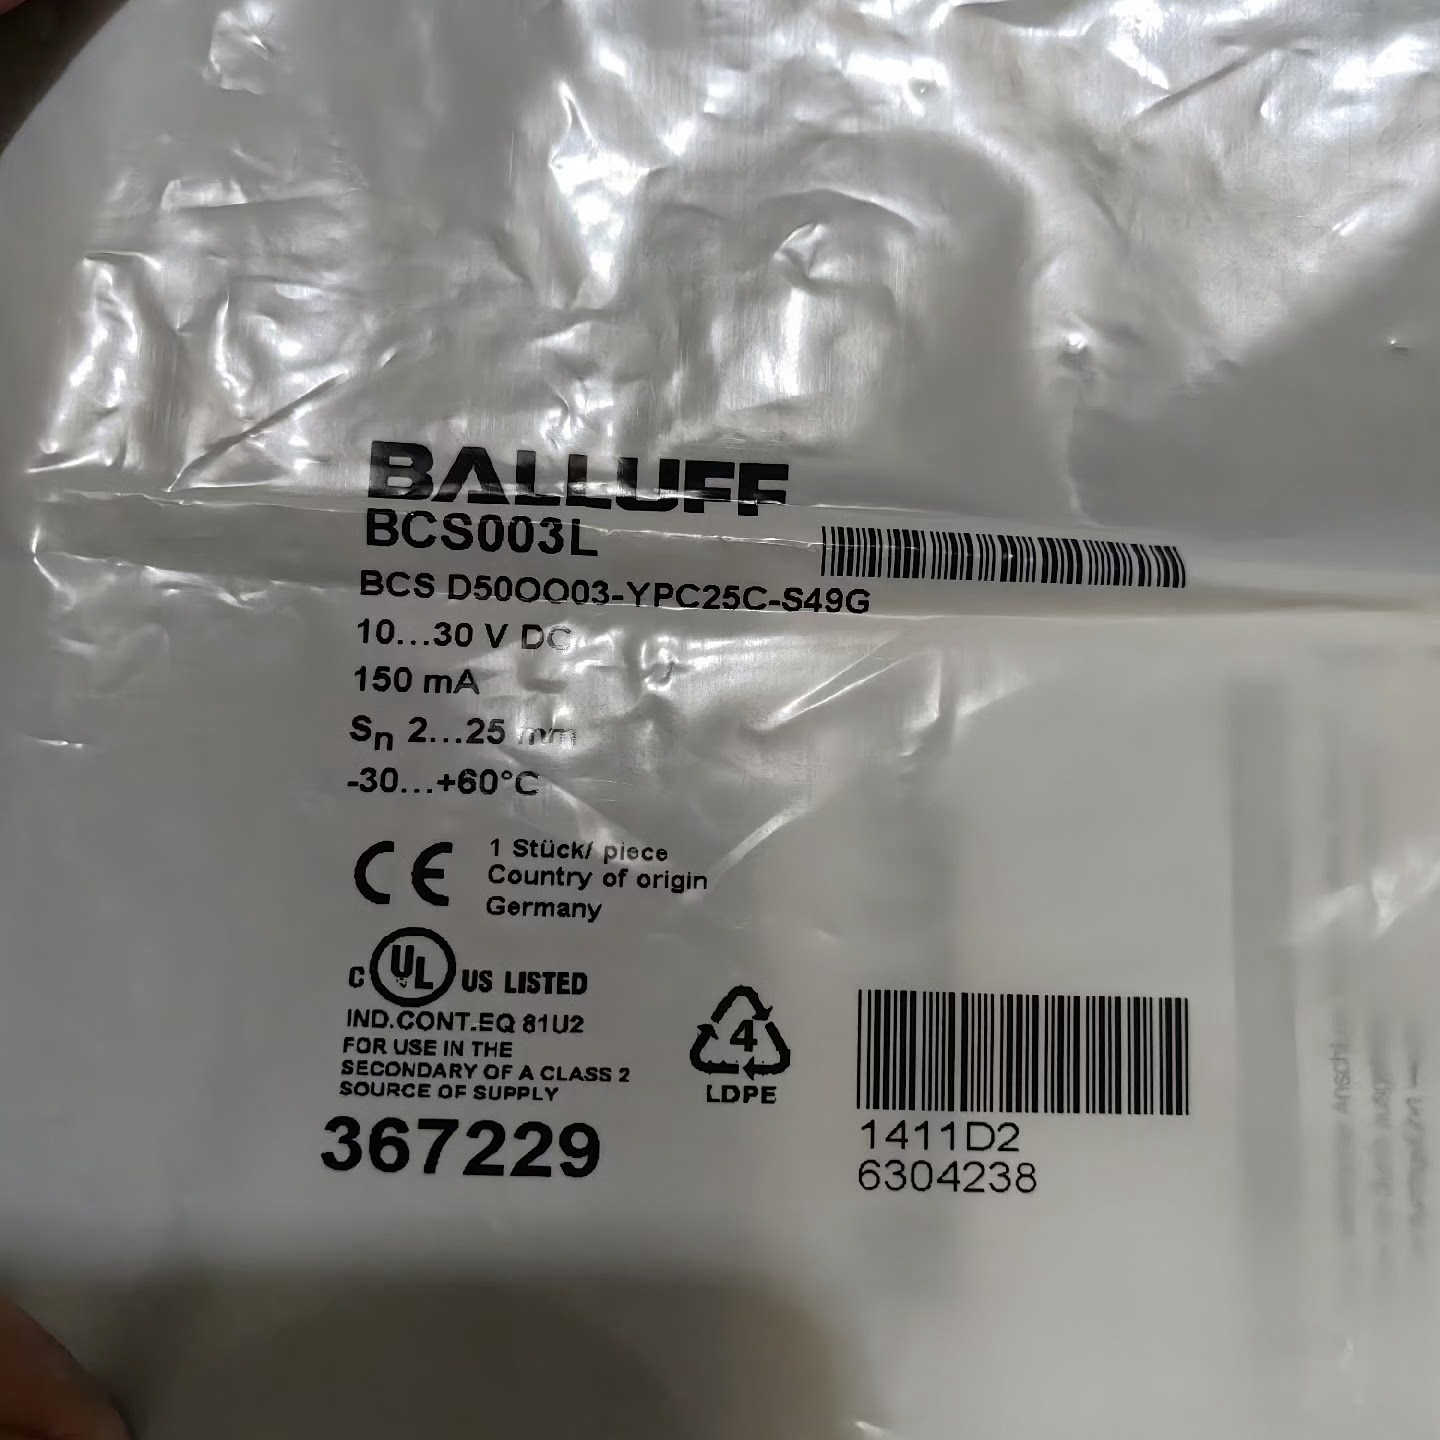 BALLUFF
BCS003L
BCS D50OO03-YPC25C-S49G
10...30 V DC
150 mA
Sn 2...25 mm
-30...+60°C
CE
1 Stück/ piece
Country of origin
Germany
C UL US LISTED
IND.CONT.EQ 81U2
FOR USE IN THE
SECONDARY OF A CLASS 2
SOURCE OF SUPPLY
367229
4
LDPE
1411D2
6304238